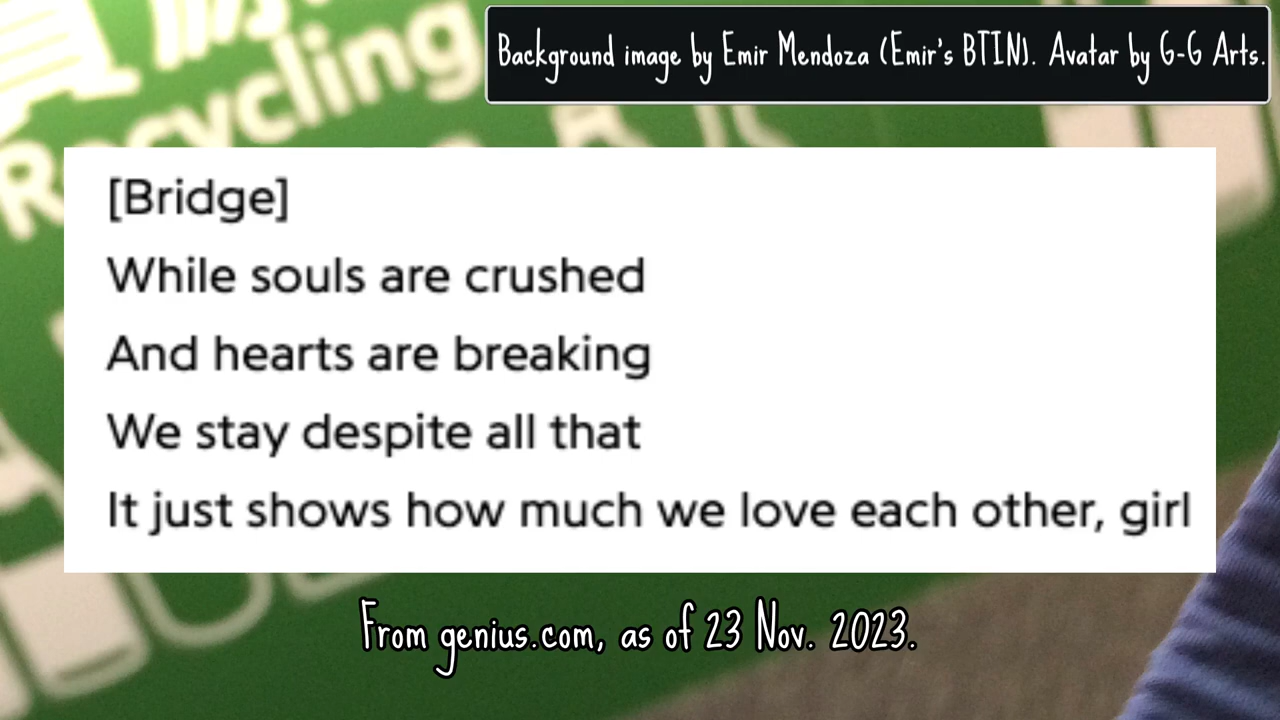 Recycling
Background image by Emir Mendoza (Emir's BTIN). Avatar by G-G Arts.
[Bridge]
While souls are crushed
And hearts are breaking
We stay despite all that
It just shows how much we love each other, girl
From genius.com, as of 23 Nov. 2023.